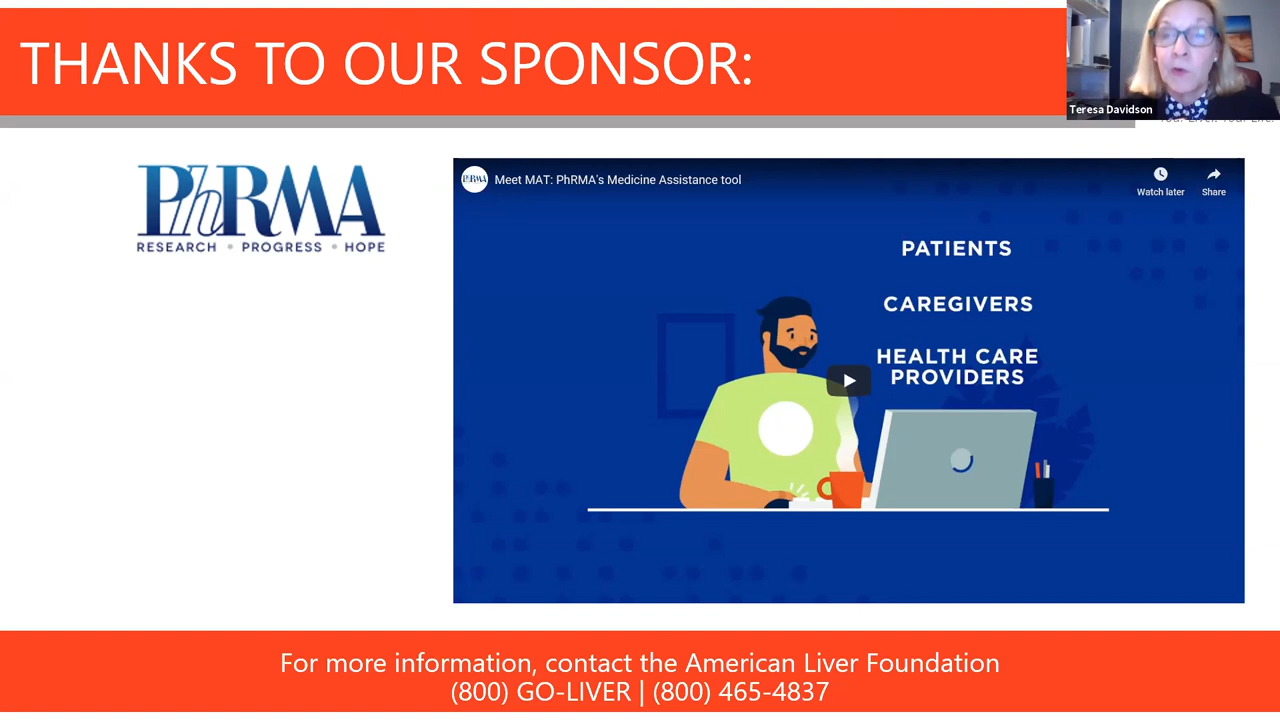 THANKS TO OUR SPONSOR:
Teresa Davidson
PhRMA
RESEARCH • PROGRESS • HOPE
PhRMA
Meet MAT: PhRMA's Medicine Assistance tool
Watch later
Share
PATIENTS
CAREGIVERS
HEALTH CARE
PROVIDERS
For more information, contact the American Liver Foundation
(800) GO-LIVER | (800) 465-4837